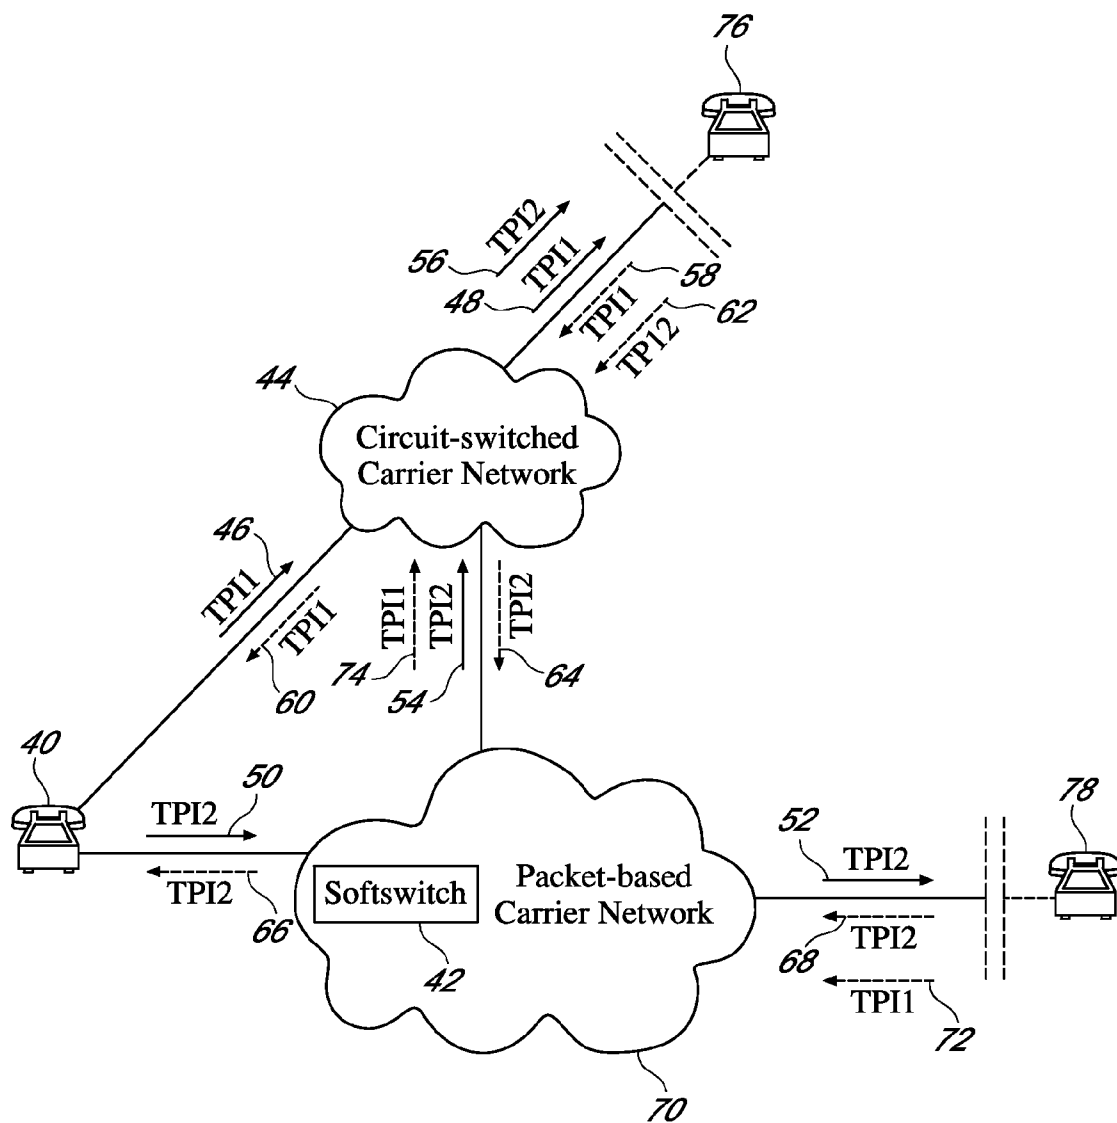 76
TPI2
TPI1
56
48
58
TPI1
62
TP12
44
Circuit-switched
Carrier Network
46
TPI1
TPI1
60
TPI1
TPI2
TPI2
74
54
64
40
50
TPI2
TPI2
66
Softswitch
42
Packet-based
Carrier Network
52
TPI2
78
68
TPI2
TPI1
72
70